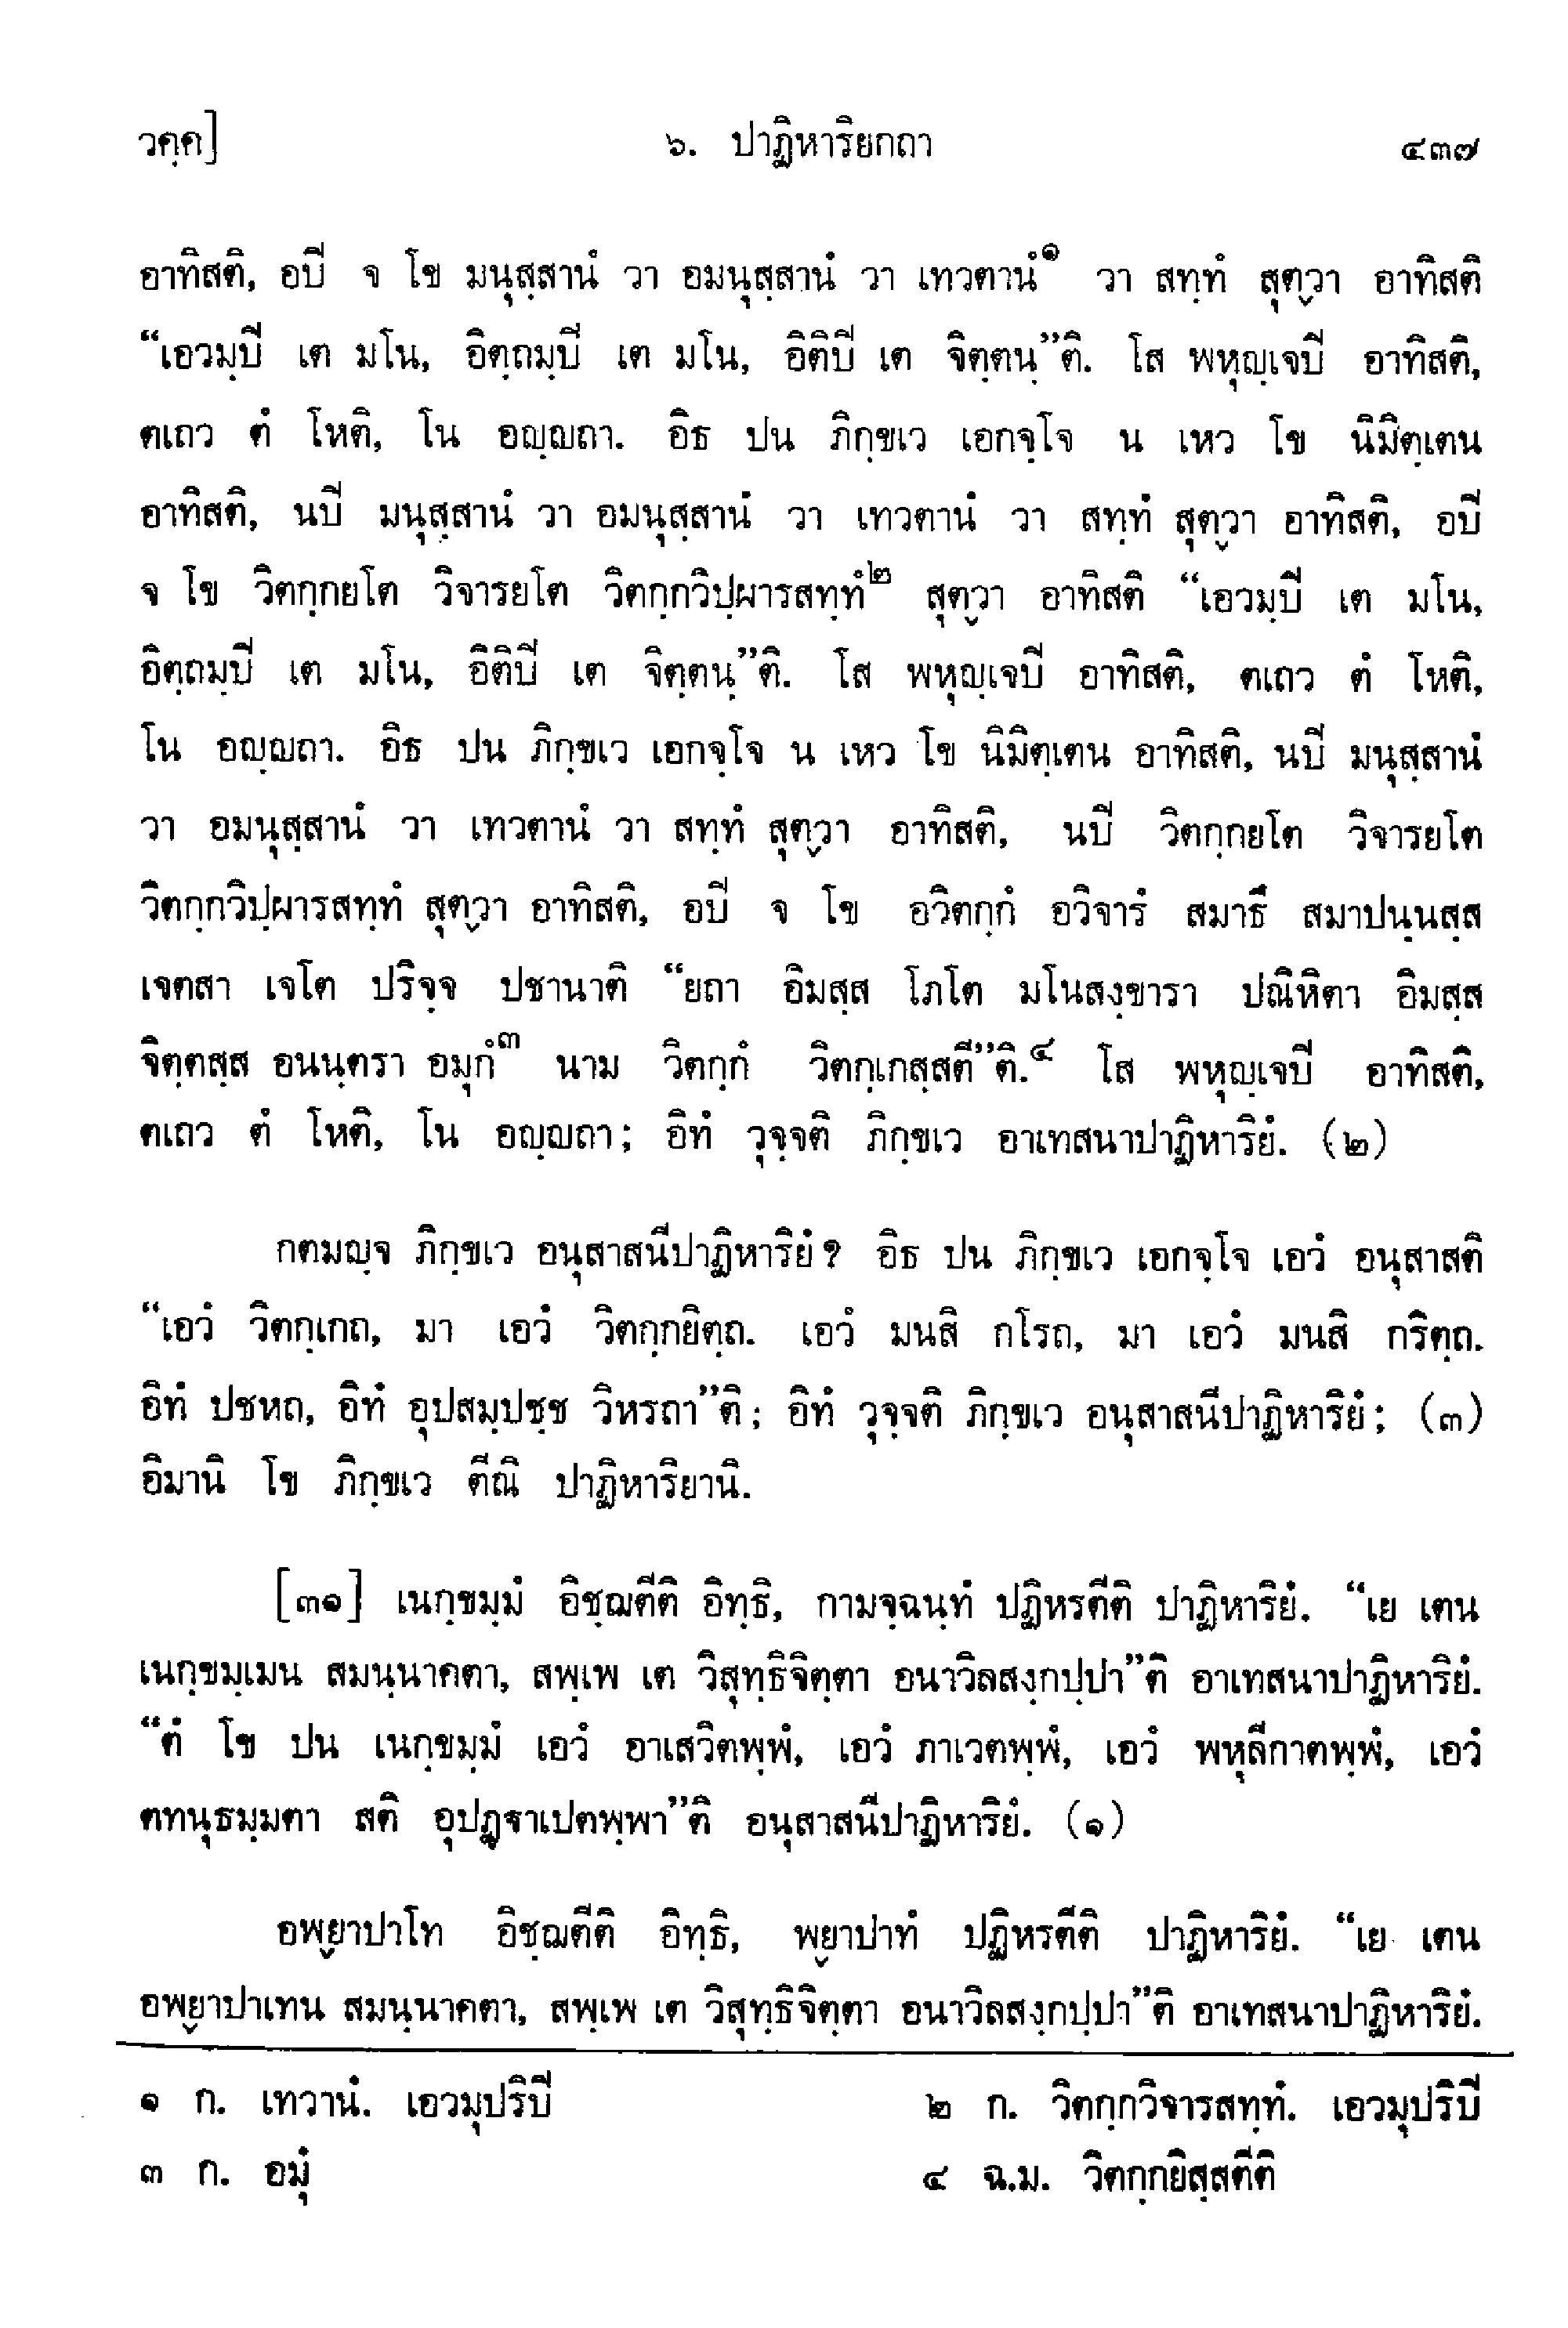 วคฺค]
๖. ปาฏิหาริยกถา
๔๓๗
อาทิสติ, อปิ จ โข มนุสฺสานํ วา อมนุสฺสานํ วา เทวตานํ๑ วา สทฺทํ สุตฺวา อาทิสติ
“เอวมฺปิ เต มโน, อิตฺถมฺปิ เต มโน, อิติปิ เต จิตฺตนฺ”ติ. โส พหุญฺเจปิ อาทิสติ,
ตเถว ตํ โหติ, โน อญฺญถา. อิธ ปน ภิกฺขเว เอกจฺโจ น เหว โข นิมิตฺเตน
อาทิสติ, นปิ มนุสฺสานํ วา อมนุสฺสานํ วา เทวตานํ วา สทฺทํ สุตฺวา อาทิสติ, อปิ
จ โข วิตกฺกยโต วิจารยโต วิตกฺกวิปฺผารสทฺทํ๒ สุตฺวา อาทิสติ “เอวมฺปิ เต มโน,
อิตฺถมฺปิ เต มโน, อิติปิ เต จิตฺตนฺ”ติ. โส พหุญฺเจปิ อาทิสติ, ตเถว ตํ โหติ,
โน อญฺญถา. อิธ ปน ภิกฺขเว เอกจฺโจ น เหว โข นิมิตฺเตน อาทิสติ, นปิ มนุสฺสานํ
วา อมนุสฺสานํ วา เทวตานํ วา สทฺทํ สุตฺวา อาทิสติ, นปิ วิตกฺกยโต วิจารยโต
วิตกฺกวิปฺผารสทฺทํ สุตฺวา อาทิสติ, อปิ จ โข อวิตกฺกํ อวิจารํ สมาธึ สมาปนฺนสฺส
เจตสา เจโต ปริจฺจ ปชานาติ “ยถา อิมสฺส โภโต มโนสงฺขารา ปณิหิตา อิมสฺส
จิตฺตสฺส อนนฺตรา อมุกํ๓ นาม วิตกฺกํ วิตกฺเกสฺสตี”ติ.๔ โส พหุญฺเจปิ อาทิสติ,
ตเถว ตํ โหติ, โน อญฺญถา; อิทํ วุจฺจติ ภิกฺขเว อาเทสนาปาฏิหาริยํ. (๒)
กตมญฺจ ภิกฺขเว อนุสาสนีปาฏิหาริยํ? อิธ ปน ภิกฺขเว เอกจฺโจ เอวํ อนุสาสติ
“เอวํ วิตกฺเกถ, มา เอวํ วิตกฺกยิตฺถ. เอวํ มนสิ กโรถ, มา เอวํ มนสิ กริตฺถ.
อิทํ ปชหถ, อิทํ อุปสมฺปชฺช วิหรถา”ติ; อิทํ วุจฺจติ ภิกฺขเว อนุสาสนีปาฏิหาริยํ; (๓)
อิมานิ โข ภิกฺขเว ตีณิ ปาฏิหาริยานิ.
[๓๑] เนกฺขมฺมํ อิชฺฌตีติ อิทฺธิ, กามจฺฉนฺทํ ปฏิหรตีติ ปาฏิหาริยํ. “เย เตน
เนกฺขมฺเมน สมนฺนาคตา, สพฺเพ เต วิสุทฺธิจิตฺตา อนาวิลสงฺกปฺปา”ติ อาเทสนาปาฏิหาริยํ.
“ตํ โข ปน เนกฺขมฺมํ เอวํ อาเสวิตพฺพํ, เอวํ ภาเวตพฺพํ, เอวํ พหุลีกาตพฺพํ, เอวํ
ตทนุธมฺมตา สติ อุปฏฺฐาเปตพฺพา”ติ อนุสาสนีปาฏิหาริยํ. (๑)
อพฺยาปาโท อิชฺฌตีติ อิทฺธิ, พฺยาปาทํ ปฏิหรตีติ ปาฏิหาริยํ. “เย เตน
อพฺยาปาเทน สมนฺนาคตา, สพฺเพ เต วิสุทฺธิจิตฺตา อนาวิลสงฺกปฺปา”ติ อาเทสนาปาฏิหาริยํ.
๑ ก. เทวานํ. เอวมุปริปิ
๒ ก. วิตกฺกวิจารสทฺทํ. เอวมุปริปิ
๓ ก. อมุํ
๔ ฉ.ม. วิตกฺกยิสฺสตีติ